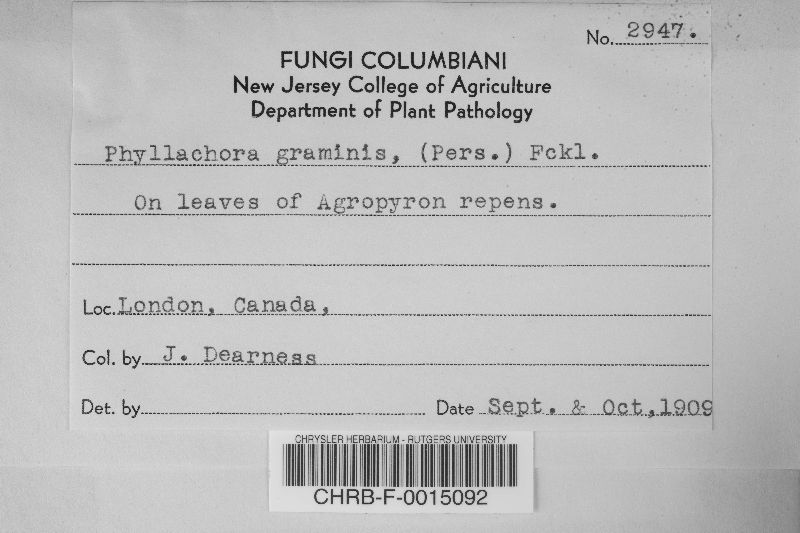 No. 2947.
FUNGI COLUMBIANI
New Jersey College of Agriculture
Department of Plant Pathology
Phyllachora graminis, (Pers.) Fckl.
On leaves of Agropyron repens.
Loc. London, Canada,
Col. by J. Dearness
Det. by
Date Sept. & Oct, 1909
CHRYSLER HERBARIUM - RUTGERS UNIVERSITY
CHRB-F-0015092